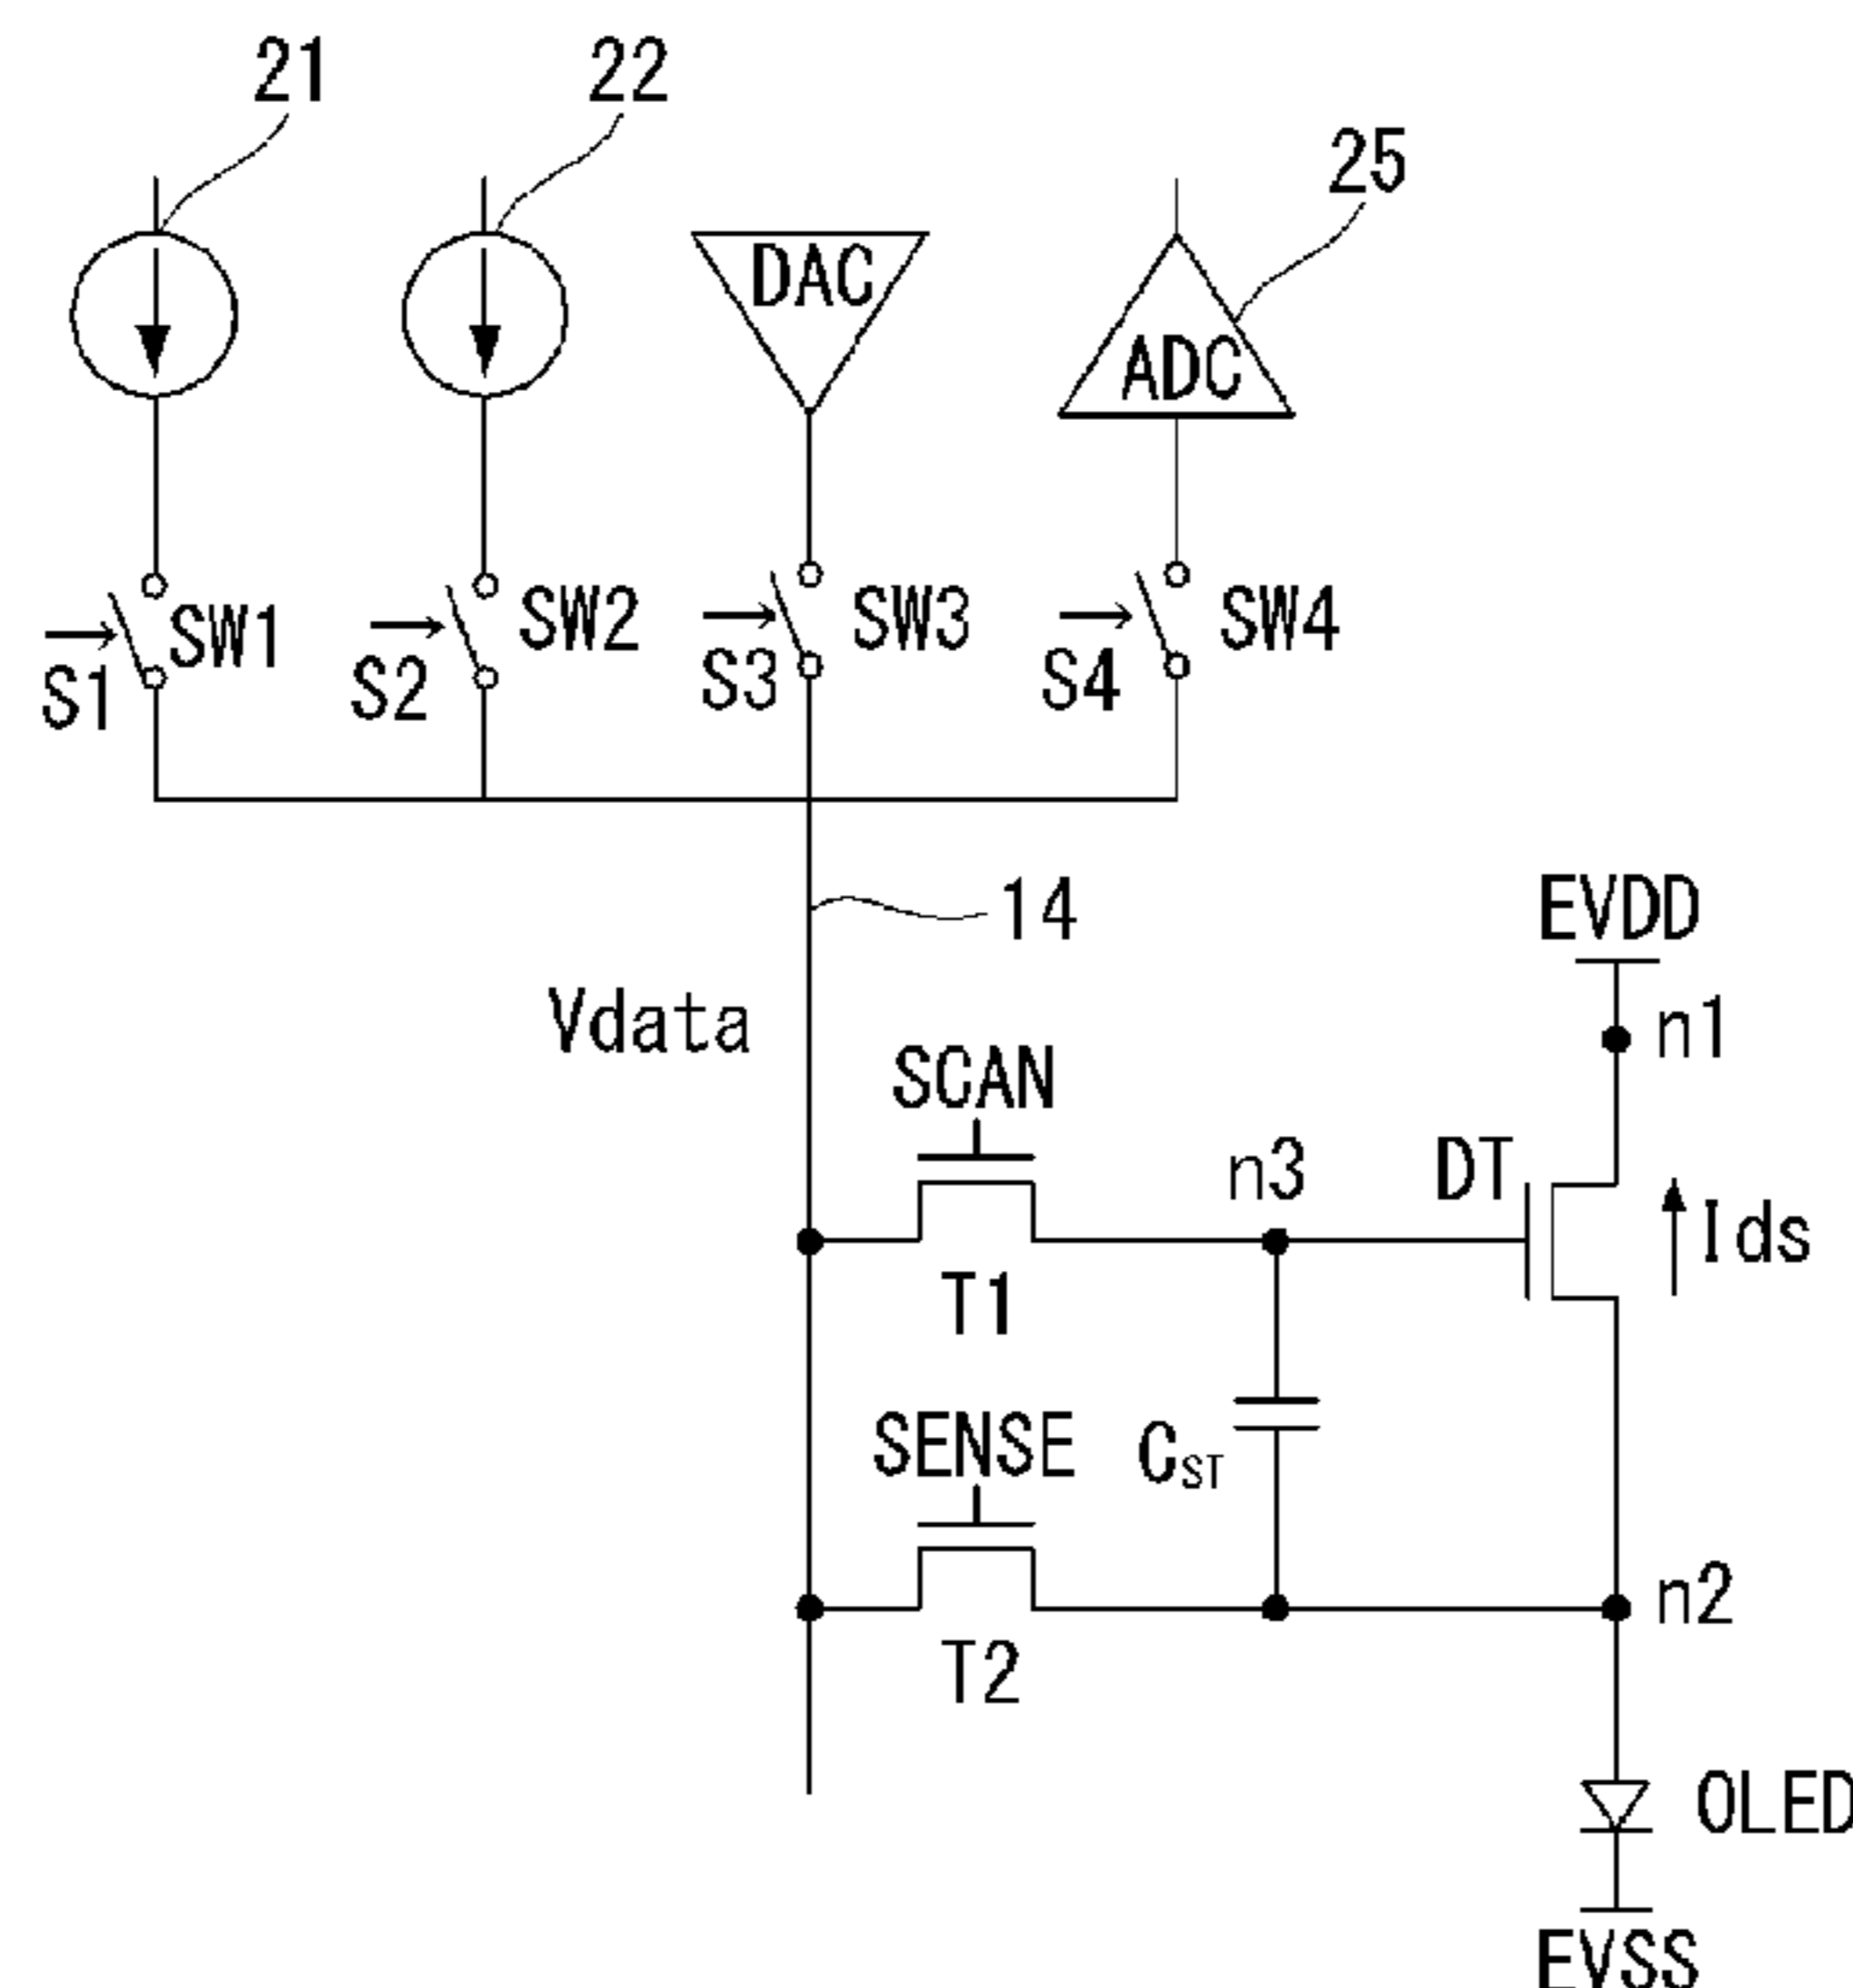 21
22
25
DAC
ADC
SW1
SW2
SW3
SW4
S1
S2
S3
S4
14
EVDD
Vdata
n1
SCAN
n3
DT
Ids
T1
SENSE
CST
n2
T2
OLED
EVSS